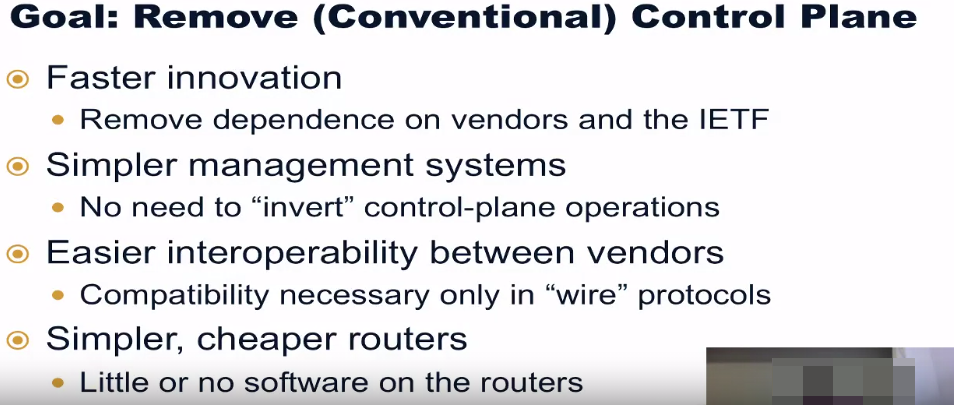 Goal: Remove (Conventional) Control Plane
Faster innovation
Remove dependence on vendors and the IETF
Simpler management systems
No need to “invert” control-plane operations
Easier interoperability between vendors
Compatibility necessary only in “wire” protocols
Simpler, cheaper routers
Little or no software on the routers